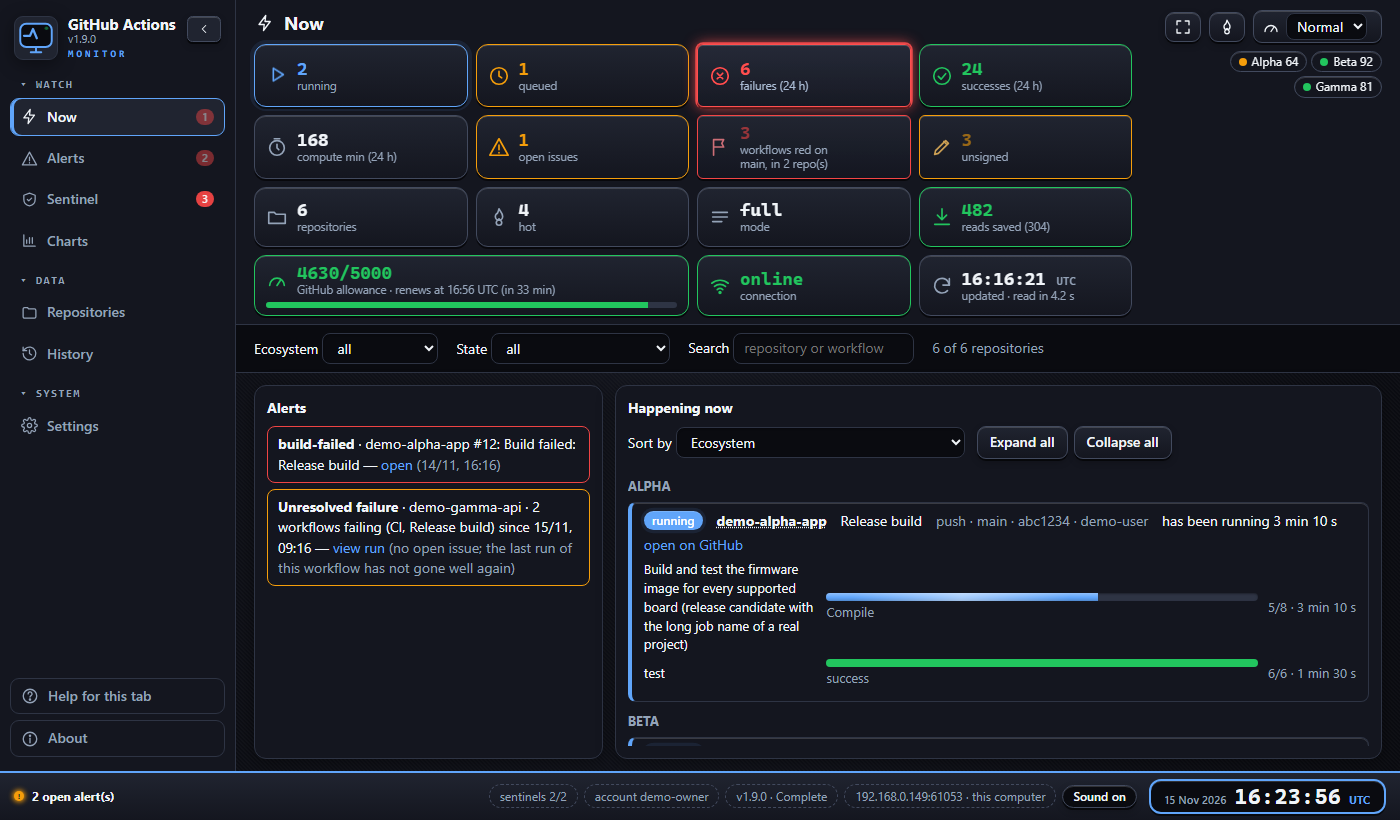 GitHub Actions
v1.9.0
MONITOR
WATCH
Now 1
Alerts 2
Sentinel 3
Charts
DATA
Repositories
History
SYSTEM
Settings
Help for this tab
About
Now
Normal
Alpha 64 Beta 92
Gamma 81
2
running
1
queued
6
failures (24 h)
24
successes (24 h)
168
compute min (24 h)
1
open issues
3
workflows red on
main, in 2 repo(s)
3
unsigned
6
repositories
4
hot
full
mode
482
reads saved (304)
4630/5000
GitHub allowance · renews at 16:56 UTC (in 33 min)
online
connection
16:16:21 UTC
updated · read in 4.2 s
Ecosystem all State all Search repository or workflow 6 of 6 repositories
Alerts
build-failed · demo-alpha-app #12: Build failed:
Release build — open (14/11, 16:16)
Unresolved failure · demo-gamma-api · 2
workflows failing (CI, Release build) since 15/11,
09:16 — view run (no open issue; the last run of
this workflow has not gone well again)
Happening now
Sort by Ecosystem Expand all Collapse all
ALPHA
running demo-alpha-app Release build push · main · abc1234 · demo-user has been running 3 min 10 s
open on GitHub
Build and test the firmware
image for every supported
board (release candidate with
the long job name of a real
project)
Compile
5/8 · 3 min 10 s
test
success
6/6 · 1 min 30 s
BETA
2 open alert(s)
sentinels 2/2
account demo-owner
v1.9.0 · Complete
192.168.0.149:61053 · this computer
Sound on
15 Nov 2026 16:23:56 UTC